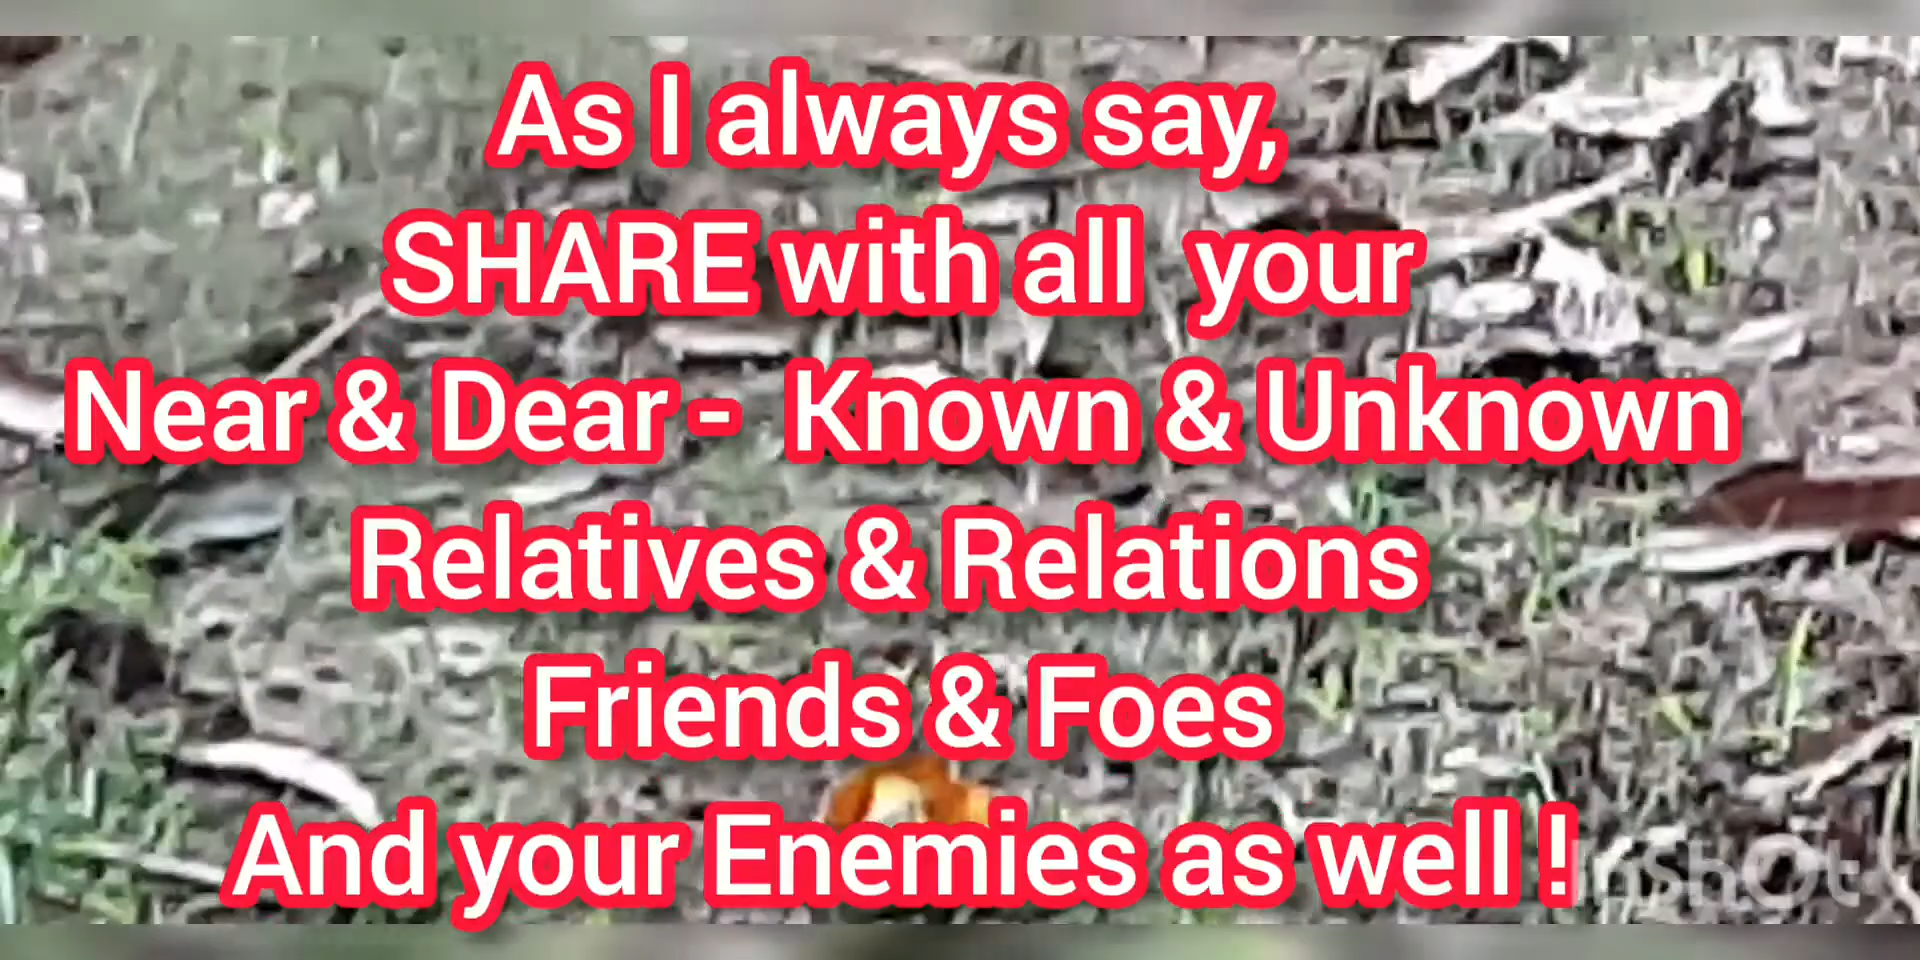 As I always say,
SHARE with all  your
Near & Dear -  Known & Unknown
Relatives & Relations
Friends & Foes
And your Enemies as well !
InShOt